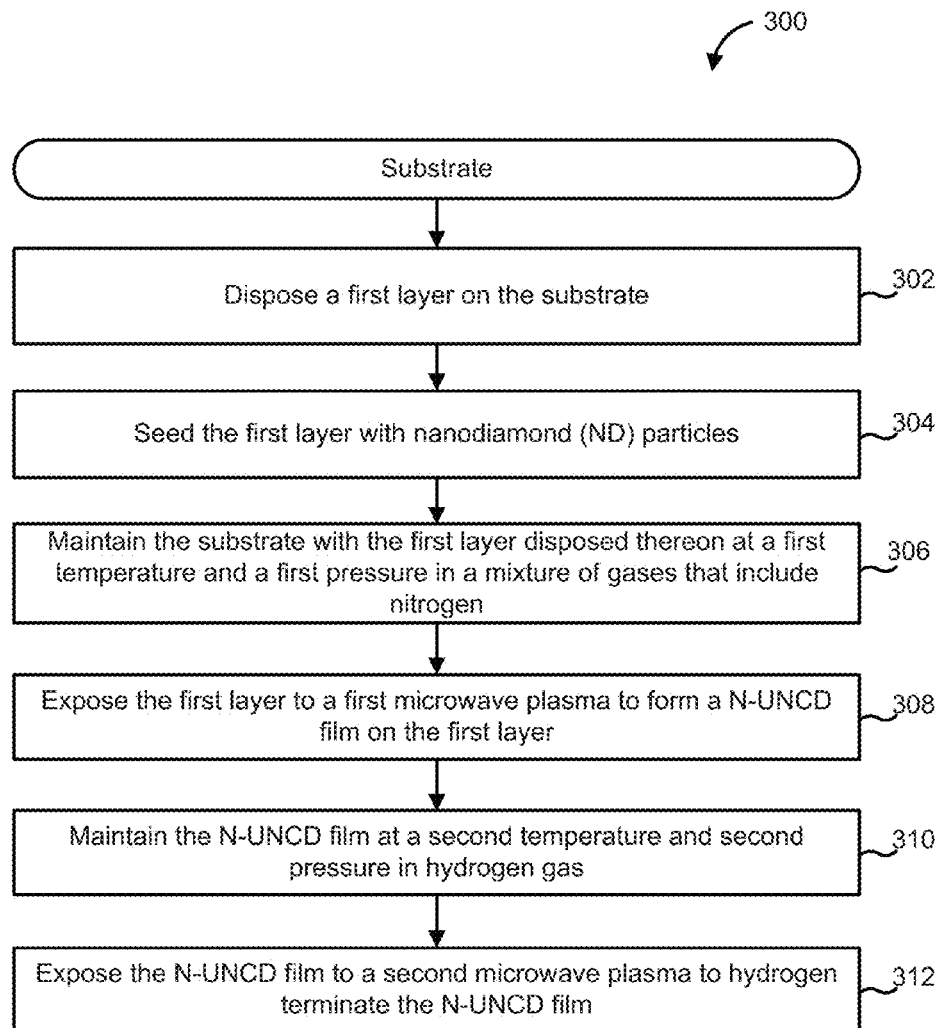 300
Substrate
Dispose a first layer on the substrate
302
Seed the first layer with nanodiamond (ND) particles
304
Maintain the substrate with the first layer disposed thereon at a first
temperature and a first pressure in a mixture of gases that include
nitrogen
306
Expose the first layer to a first microwave plasma to form a N-UNCD
film on the first layer
308
Maintain the N-UNCD film at a second temperature and second
pressure in hydrogen gas
310
Expose the N-UNCD film to a second microwave plasma to hydrogen
terminate the N-UNCD film
312